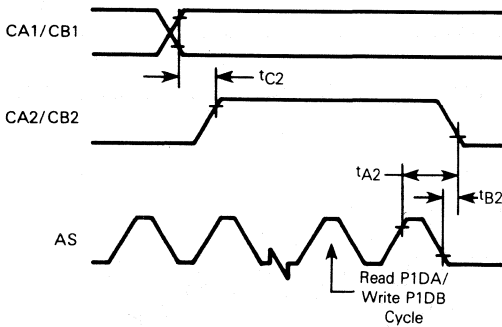 CA1/CB1
tC2
CA2/CB2
tA2
tB2
AS
Read P1DA/
Write P1DB
Cycle